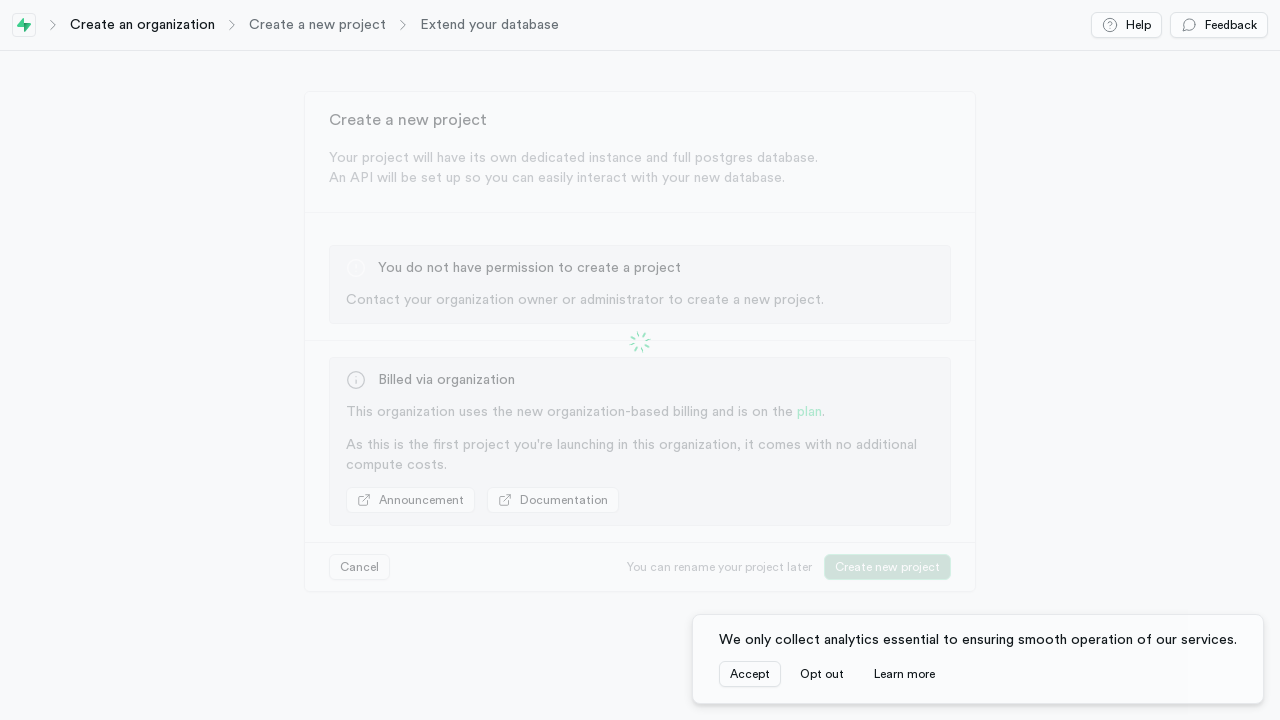 Create an organization
Create a new project
Extend your database
Help
Feedback
Create a new project
Your project will have its own dedicated instance and full postgres database.
An API will be set up so you can easily interact with your new database.
You do not have permission to create a project
Contact your organization owner or administrator to create a new project.
Billed via organization
This organization uses the new organization-based billing and is on the plan.
As this is the first project you're launching in this organization, it comes with no additional
compute costs.
Announcement
Documentation
Cancel
You can rename your project later
Create new project
We only collect analytics essential to ensuring smooth operation of our services.
Accept
Opt out
Learn more